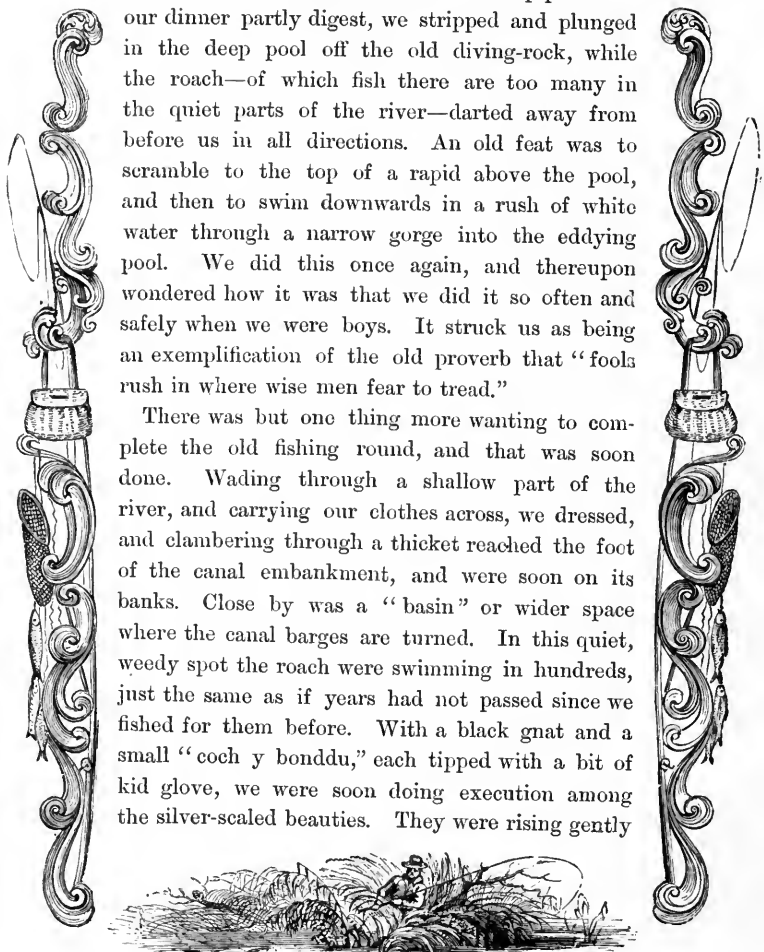 our dinner partly digest, we stripped and plunged
in the deep pool off the old diving-rock, while
the roach—of which fish there are too many in
the quiet parts of the river—darted away from
before us in all directions. An old feat was to
scramble to the top of a rapid above the pool,
and then to swim downwards in a rush of white
water through a narrow gorge into the eddying
pool. We did this once again, and thereupon
wondered how it was that we did it so often and
safely when we were boys. It struck us as being
an exemplification of the old proverb that “fools
rush in where wise men fear to tread.”
There was but one thing more wanting to com-
plete the old fishing round, and that was soon
done. Wading through a shallow part of the
river, and carrying our clothes across, we dressed,
and clambering through a thicket reached the foot
of the canal embankment, and were soon on its
banks. Close by was a “basin” or wider space
where the canal barges are turned. In this quiet,
weedy spot the roach were swimming in hundreds,
just the same as if years had not passed since we
fished for them before. With a black gnat and a
small “coch y bonddu,” each tipped with a bit of
kid glove, we were soon doing execution among
the silver-scaled beauties. They were rising gently